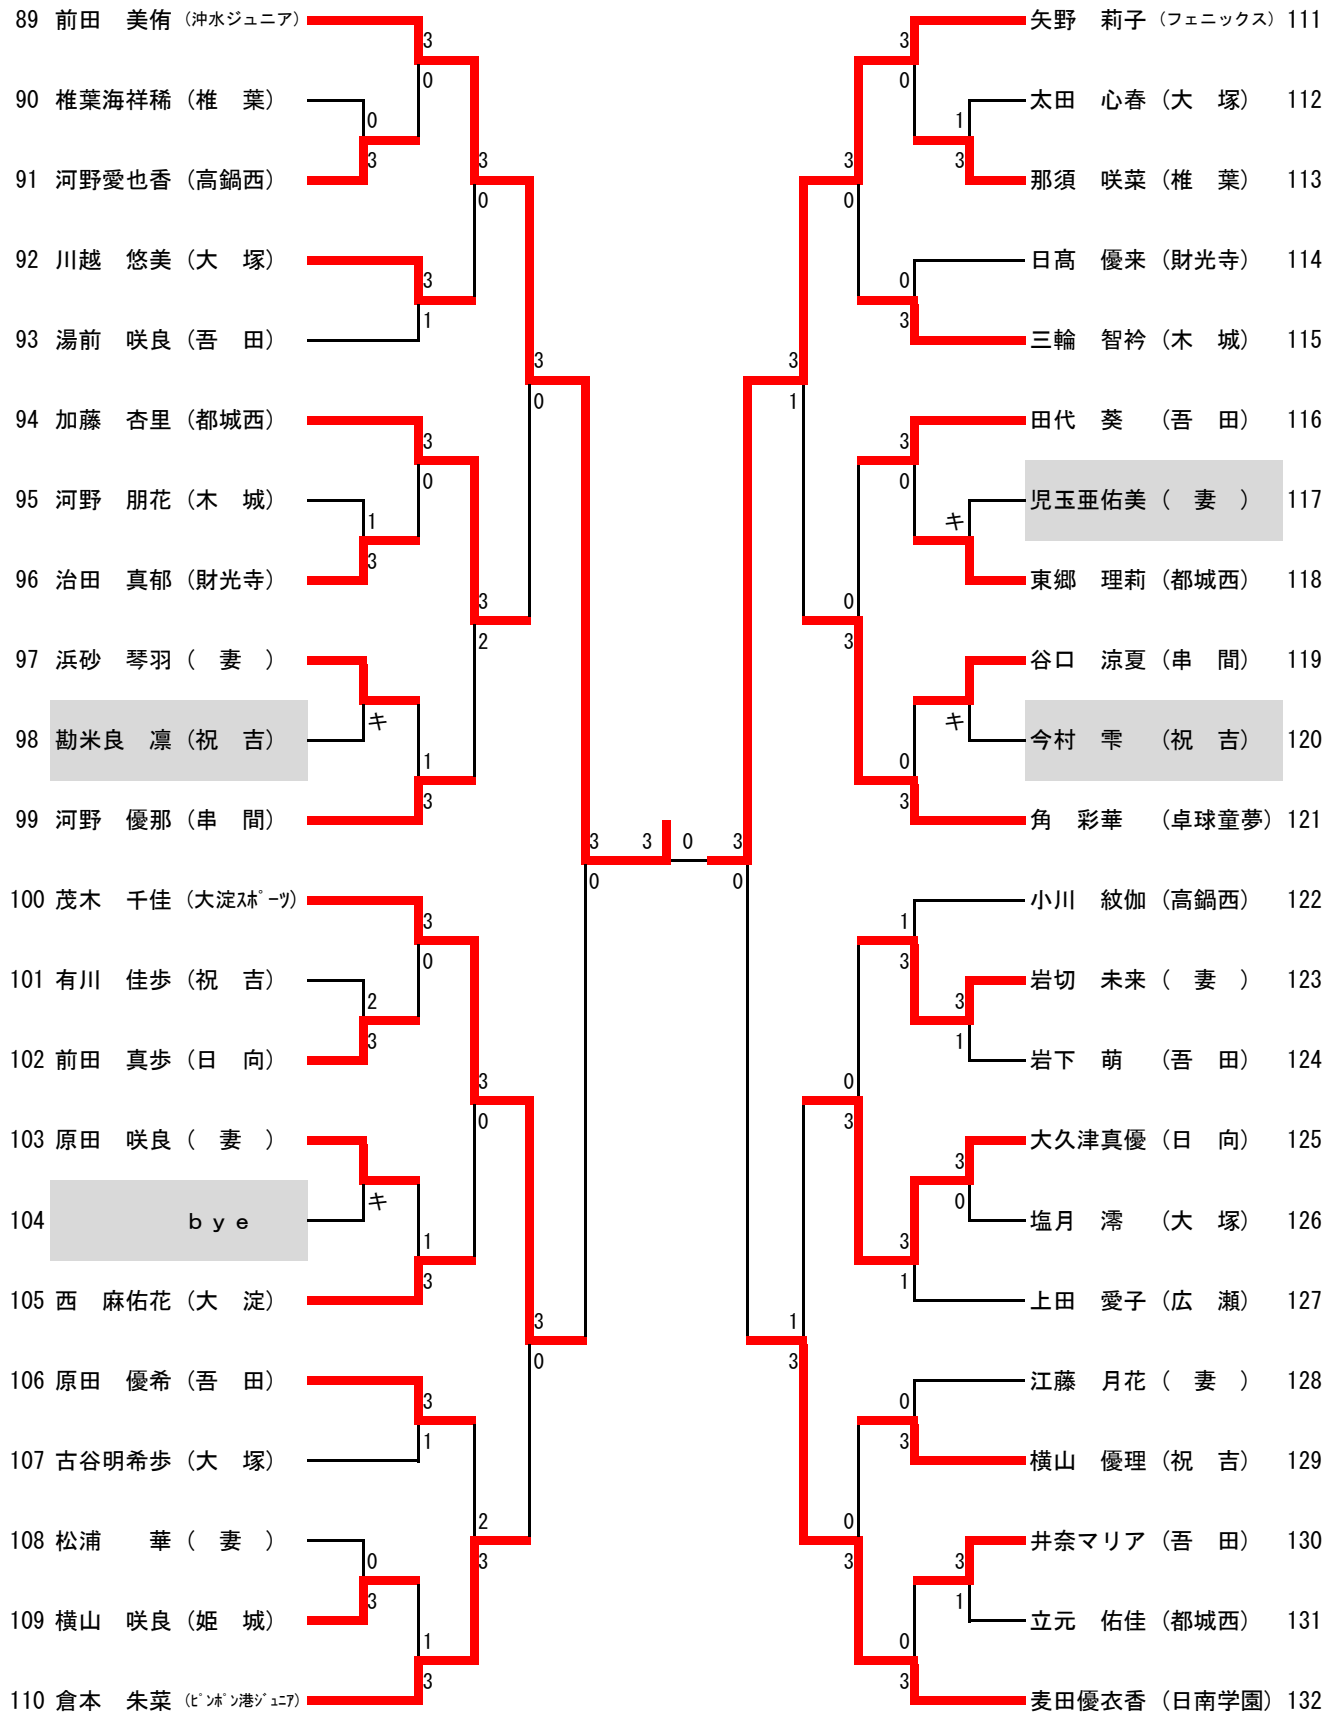 89 前田　美侑 (沖水ジュニア)
90 椎葉海祥稀 (椎　葉)
91 河野愛也香 (高鍋西)
92 川越　悠美 (大　塚)
93 湯前　咲良 (吾　田)
94 加藤　杏里 (都城西)
95 河野　朋花 (木　城)
96 治田　真郁 (財光寺)
97 浜砂　琴羽 (　妻　)
98 勘米良　凛 (祝　吉)
99 河野　優那 (串　間)
100 茂木　千佳 (大淀ｽﾎﾟｰﾂ)
101 有川　佳歩 (祝　吉)
102 前田　真歩 (日　向)
103 原田　咲良 (　妻　)
104 ｂｙｅ
105 西　麻佑花 (大　淀)
106 原田　優希 (吾　田)
107 古谷明希歩 (大　塚)
108 松浦　　華 (　妻　)
109 横山　咲良 (姫　城)
110 倉本　朱菜 (ﾋﾟﾝﾎﾟﾝ港ｼﾞｭﾆｱ)
3
0
0
3
3
0
3
1
3
0
3
0
1
3
3
2
キ
1
3
3
0
3
0
2
3
3
0
キ
1
3
3
0
3
1
2
3
0
3
1
3
3 0
矢野　莉子 (フェニックス) 111
太田　心春 (大　塚) 112
那須　咲菜 (椎　葉) 113
日髙　優来 (財光寺) 114
三輪　智衿 (木　城) 115
田代　葵 (吾　田) 116
児玉亜佑美 (　妻　) 117
東郷　理莉 (都城西) 118
谷口　涼夏 (串　間) 119
今村　雫 (祝　吉) 120
角　彩華 (卓球童夢) 121
小川　紋伽 (高鍋西) 122
岩切　未来 (　妻　) 123
岩下　萌 (吾　田) 124
大久津真優 (日　向) 125
塩月　澪 (大　塚) 126
上田　愛子 (広　瀬) 127
江藤　月花 (　妻　) 128
横山　優理 (祝　吉) 129
井奈マリア (吾　田) 130
立元　佑佳 (都城西) 131
麦田優衣香 (日南学園) 132
3
0
1
3
3
0
0
3
3
1
3
0
キ
0
3
キ
0
3
3
0
1
3
3
1
0
3
3
0
3
1
1
3
0
3
0
3
3
1
0
3